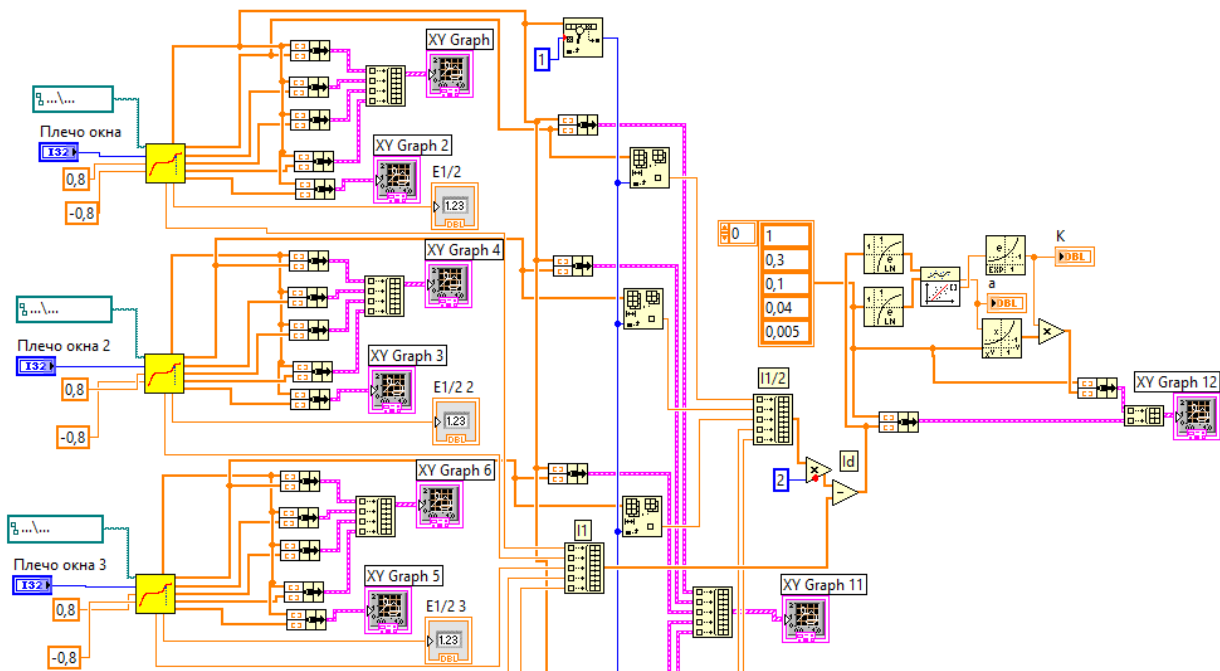 XY Graph
1
...\...
Плечо окна
I32
0,8
-0,8
XY Graph 2
E1/2
1.23
DBL
XY Graph 4
...\...
Плечо окна 2
I32
0,8
-0,8
XY Graph 3
E1/2 2
1.23
DBL
0
1
0,3
0,1
0,04
0,005
LN
LN
EXP
K
DBL
a
DBL
XY Graph 12
I1/2
2
Id
XY Graph 6
...\...
Плечо окна 3
I32
0,8
-0,8
XY Graph 5
E1/2 3
1.23
DBL
I1
XY Graph 11